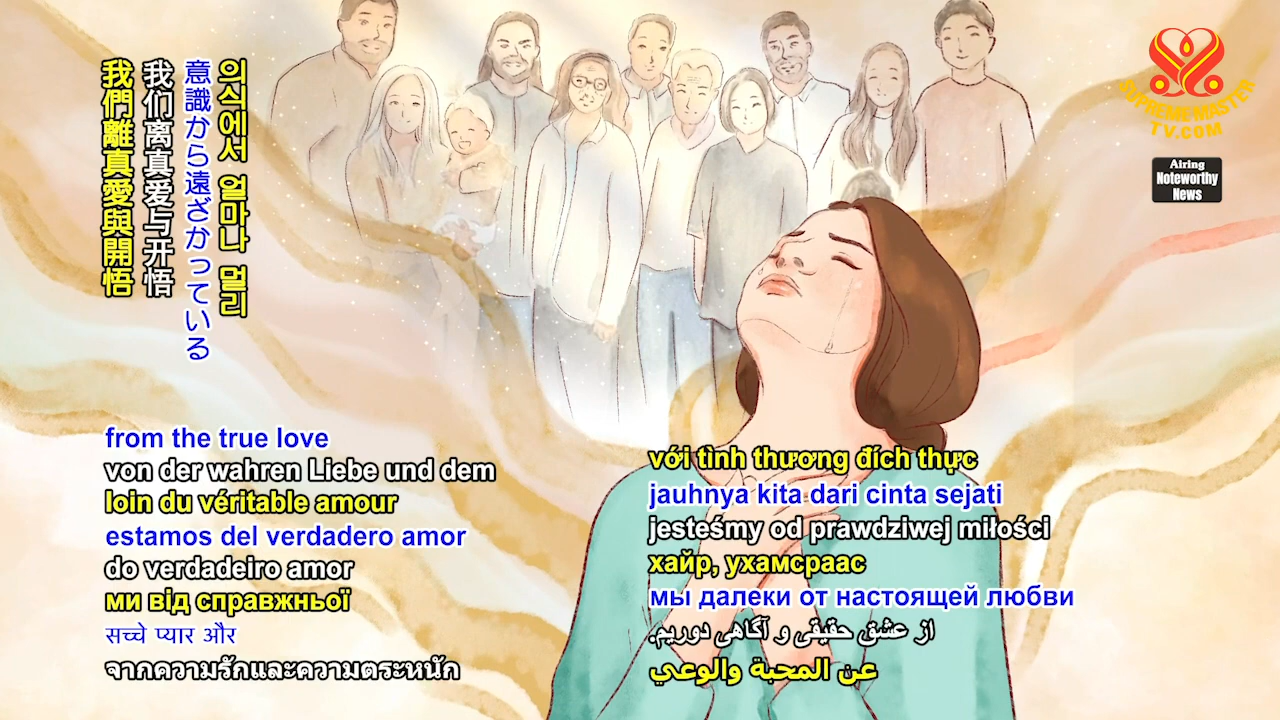 의식에서 얼마나 멀리
意識から遠ざかっている
我们离真爱与开悟
我們離真愛與開悟
SUPREMEMASTER
TV.COM
Airing
Noteworthy
News
from the true love
von der wahren Liebe und dem
loin du véritable amour
estamos del verdadero amor
do verdadeiro amor
ми від справжньої
सच्चे प्यार और
จากความรักและความตระหนัก
với tình thương đích thực
jauhnya kita dari cinta sejati
jesteśmy od prawdziwej miłości
хайр, ухамсраас
мы далеки от настоящей любви
از عشق حقیقی و آگاهی دوریم.
عن المحبة والوعي